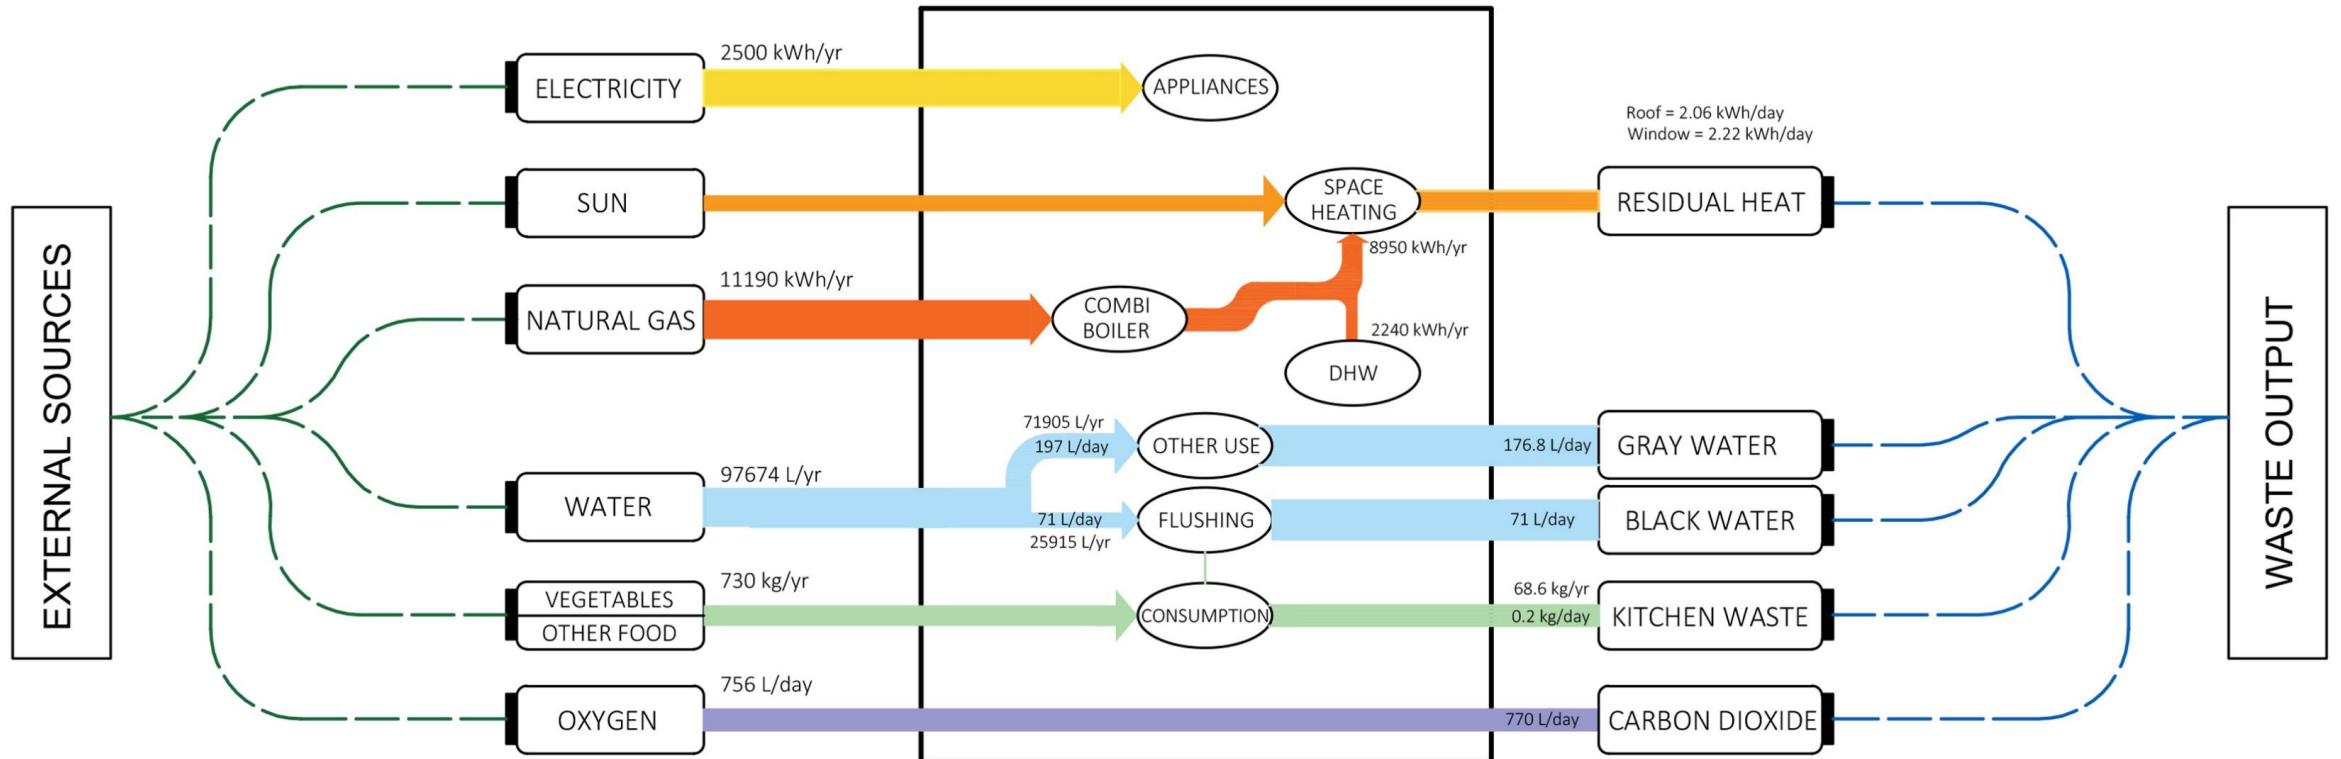 EXTERNAL SOURCES
ELECTRICITY
2500 kWh/yr
APPLIANCES
SUN
SPACE
HEATING
Roof = 2.06 kWh/day
Window = 2.22 kWh/day
RESIDUAL HEAT
NATURAL GAS
11190 kWh/yr
COMBI
BOILER
8950 kWh/yr
2240 kWh/yr
DHW
WATER
97674 L/yr
71905 L/yr
197 L/day
OTHER USE
176.8 L/day
GRAY WATER
71 L/day
25915 L/yr
FLUSHING
71 L/day
BLACK WATER
VEGETABLES
OTHER FOOD
730 kg/yr
CONSUMPTION
68.6 kg/yr
0.2 kg/day
KITCHEN WASTE
OXYGEN
756 L/day
770 L/day
CARBON DIOXIDE
WASTE OUTPUT